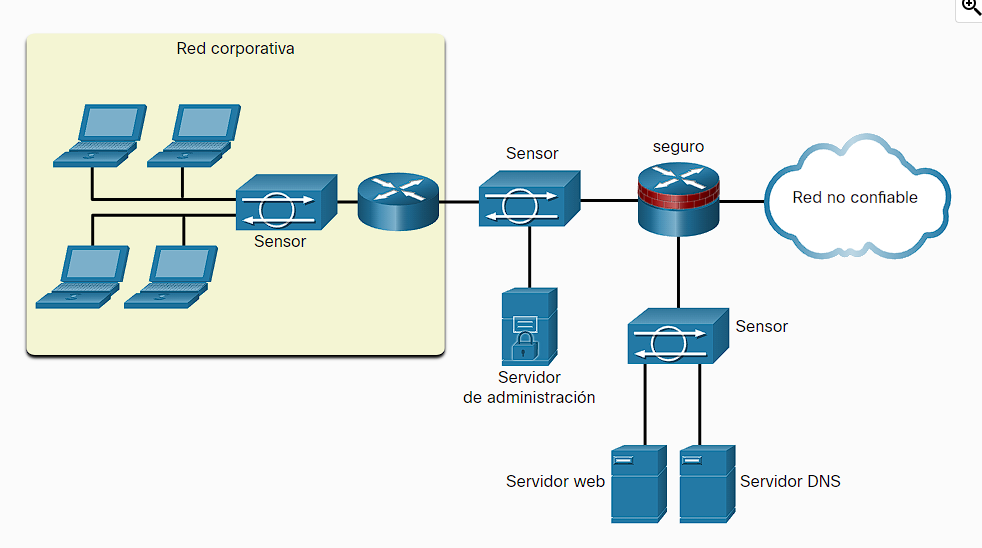 Red corporativa
seguro
Sensor
Red no confiable
Sensor
Sensor
Servidor
de administración
Servidor web
Servidor DNS